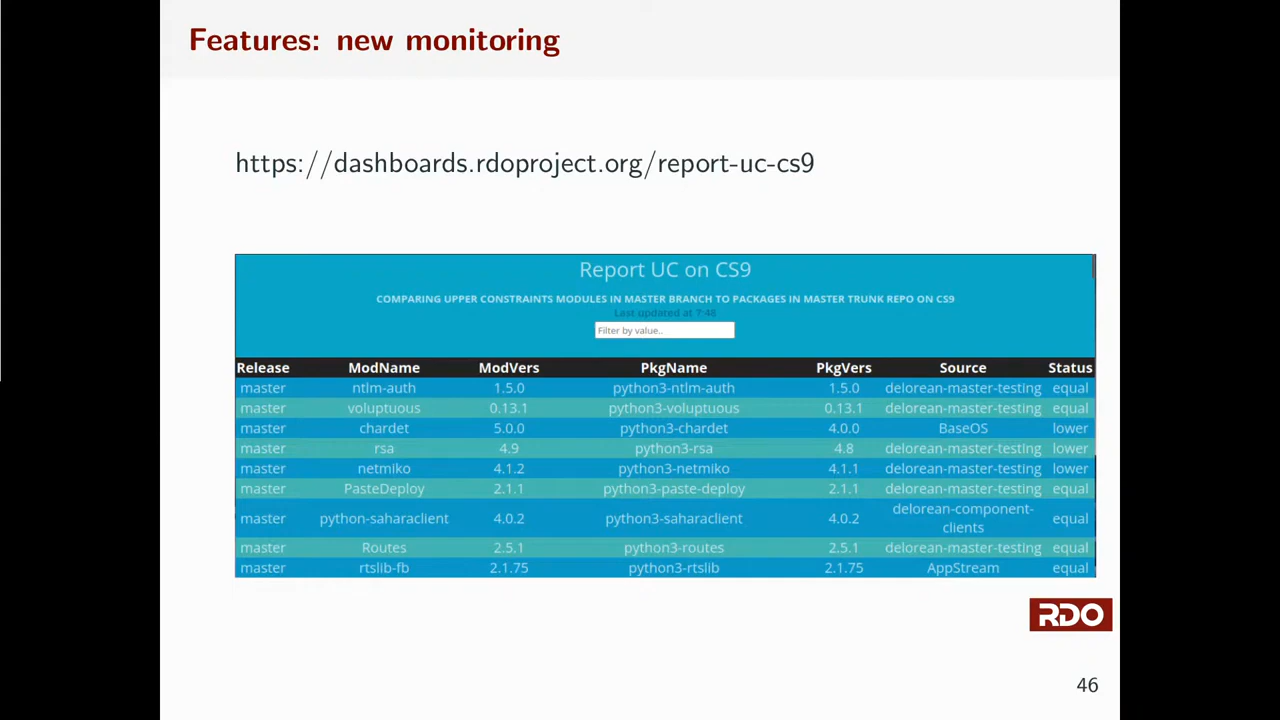 Features: new monitoring
https://dashboards.rdoproject.org/report-uc-cs9
Report UC on CS9
COMPARING UPPER CONSTRAINTS MODULES IN MASTER BRANCH TO PACKAGES IN MASTER TRUNK REPO ON CS9
Last updated at 7:48
Filter by value..
Release ModName ModVers PkgName PkgVers Source Status
master ntlm-auth 1.5.0 python3-ntlm-auth 1.5.0 delorean-master-testing equal
master voluptuous 0.13.1 python3-voluptuous 0.13.1 delorean-master-testing equal
master chardet 5.0.0 python3-chardet 4.0.0 BaseOS lower
master rsa 4.9 python3-rsa 4.8 delorean-master-testing lower
master netmiko 4.1.2 python3-netmiko 4.1.1 delorean-master-testing lower
master PasteDeploy 2.1.1 python3-paste-deploy 2.1.1 delorean-master-testing equal
master python-saharaclient 4.0.2 python3-saharaclient 4.0.2 delorean-component-
clients equal
master Routes 2.5.1 python3-routes 2.5.1 delorean-master-testing equal
master rtslib-fb 2.1.75 python3-rtslib 2.1.75 AppStream equal
RDO
46